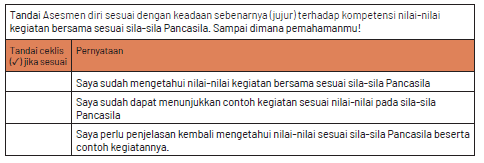 Tandai Asesmen diri sesuai dengan keadaan sebenarnya (jujur) terhadap kompetensi nilai-nilai
kegiatan bersama sesuai sila-sila Pancasila. Sampai dimana pemahamanmu!
Tandai ceklis
(✓) jika sesuai
Pernyataan
Saya sudah mengetahui nilai-nilai kegiatan bersama sesuai sila-sila Pancasila
Saya sudah dapat menunjukkan contoh kegiatan sesuai nilai-nilai pada sila-sila
Pancasila
Saya perlu penjelasan kembali mengetahui nilai-nilai sesuai sila-sila Pancasila beserta
contoh kegiatannya.